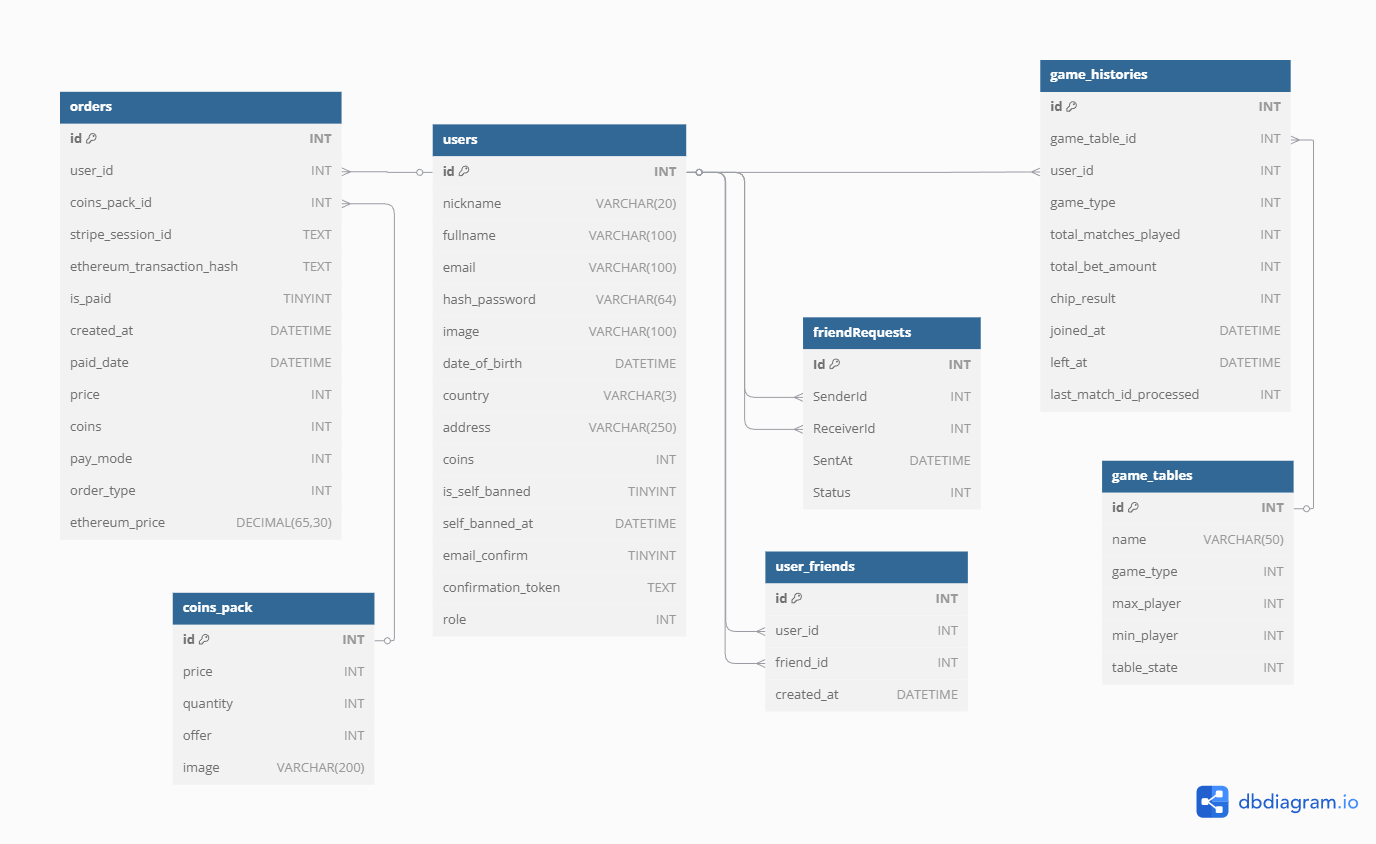 orders
id INT
user_id INT
coins_pack_id INT
stripe_session_id TEXT
ethereum_transaction_hash TEXT
is_paid TINYINT
created_at DATETIME
paid_date DATETIME
price INT
coins INT
pay_mode INT
order_type INT
ethereum_price DECIMAL(65,30)
coins_pack
id INT
price INT
quantity INT
offer INT
image VARCHAR(200)
users
id INT
nickname VARCHAR(20)
fullname VARCHAR(100)
email VARCHAR(100)
hash_password VARCHAR(64)
image VARCHAR(100)
date_of_birth DATETIME
country VARCHAR(3)
address VARCHAR(250)
coins INT
is_self_banned TINYINT
self_banned_at DATETIME
email_confirm TINYINT
confirmation_token TEXT
role INT
friendRequests
Id INT
SenderId INT
ReceiverId INT
SentAt DATETIME
Status INT
user_friends
id INT
user_id INT
friend_id INT
created_at DATETIME
game_histories
id INT
game_table_id INT
user_id INT
game_type INT
total_matches_played INT
total_bet_amount INT
chip_result INT
joined_at DATETIME
left_at DATETIME
last_match_id_processed INT
game_tables
id INT
name VARCHAR(50)
game_type INT
max_player INT
min_player INT
table_state INT
dbdiagram.io